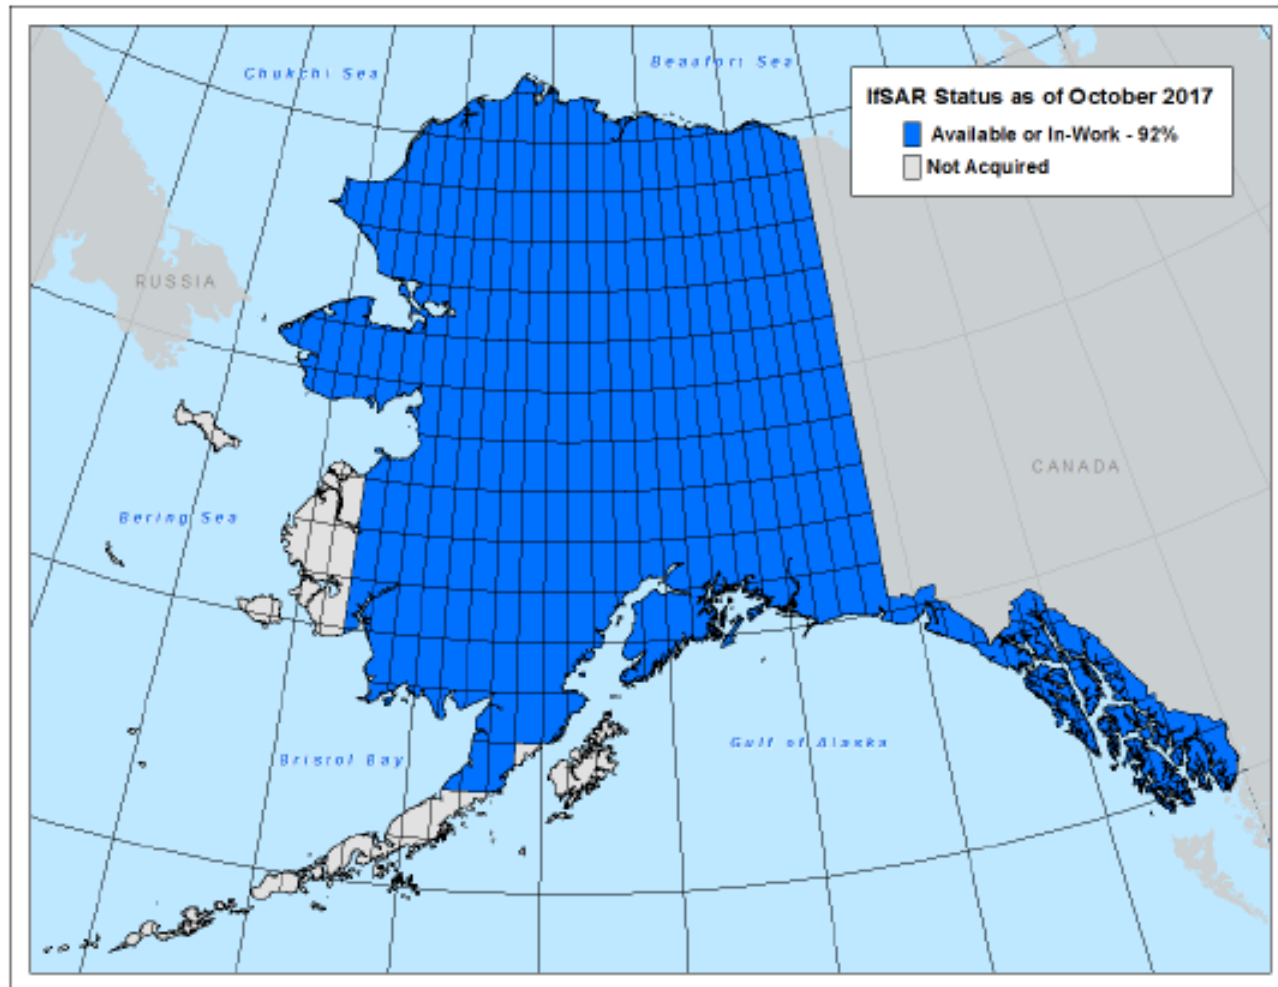 Chukchi Sea
Beaufort Sea
IfSAR Status as of October 2017
Available or In-Work - 92%
Not Acquired
RUSSIA
CANADA
Bering Sea
Gulf of Alaska
Bristol Bay